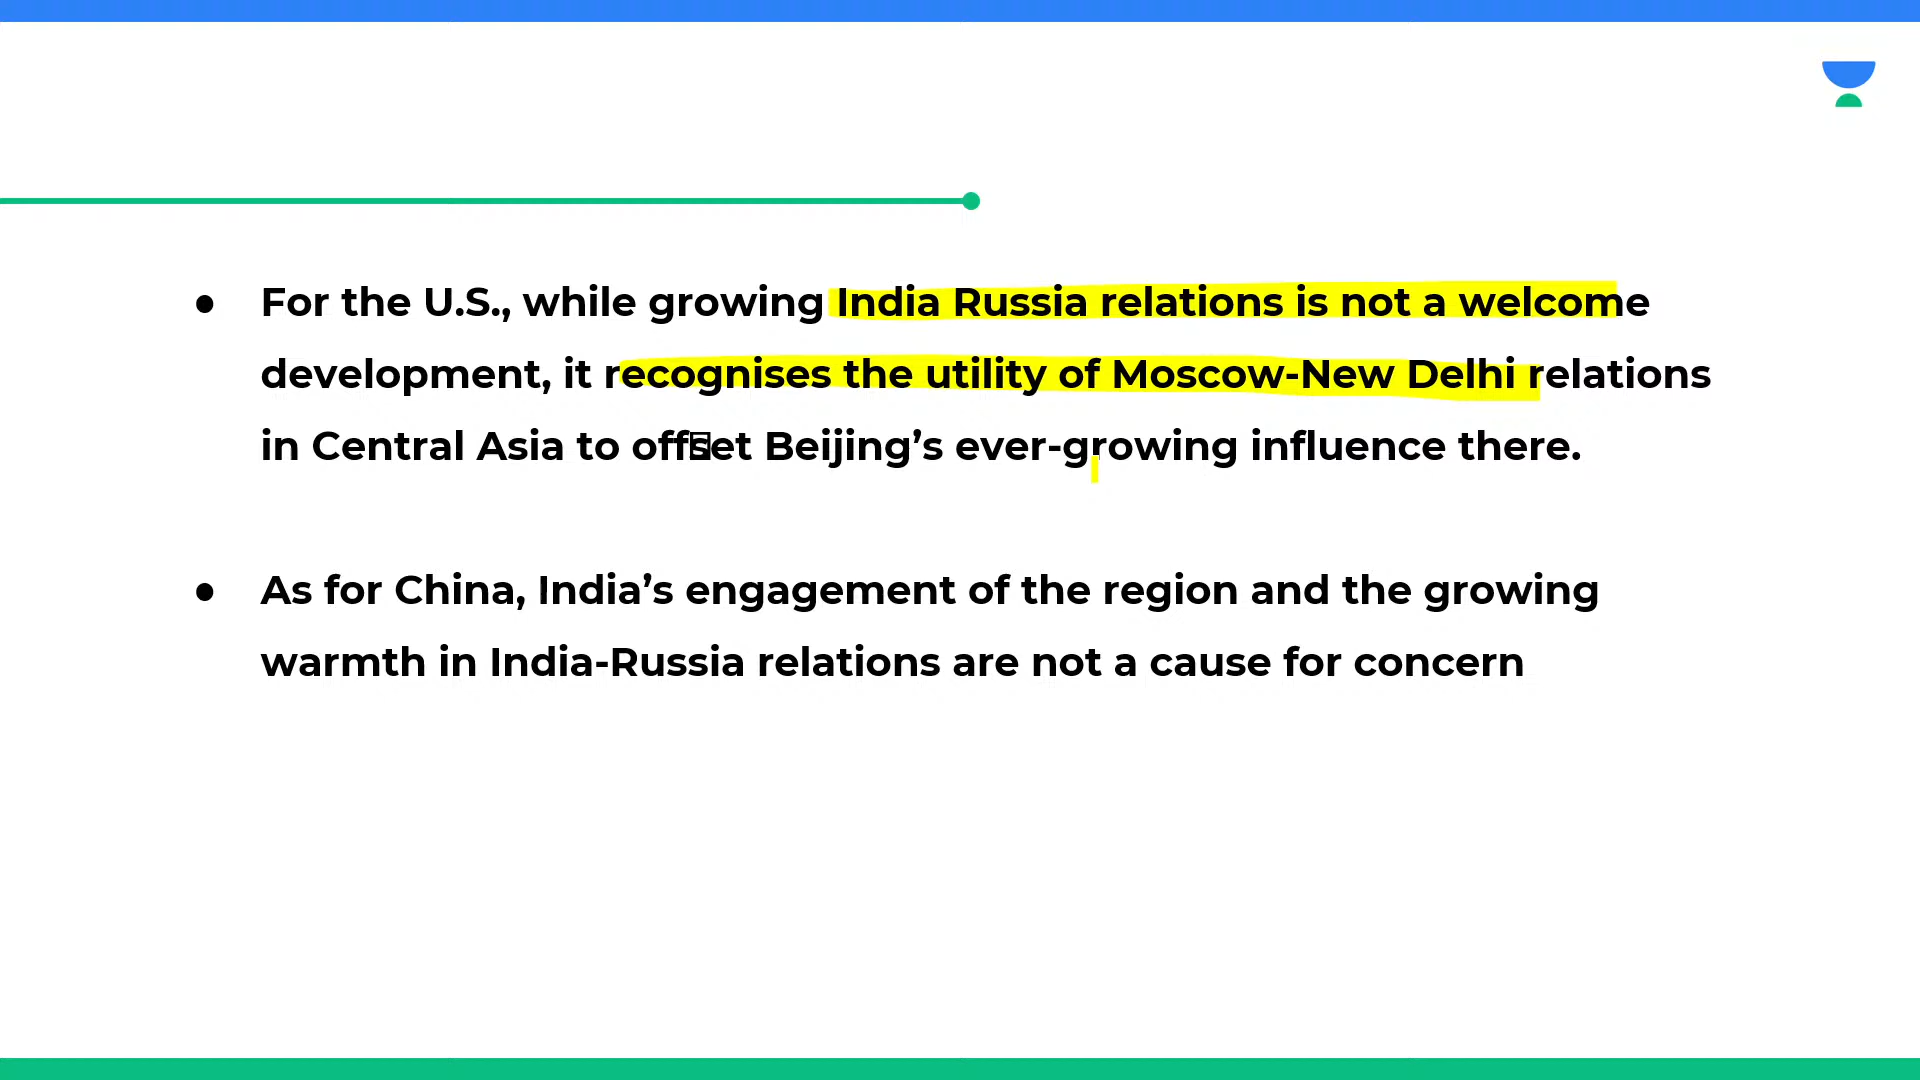 ● For the U.S., while growing India Russia relations is not a welcome
development, it recognises the utility of Moscow-New Delhi relations
in Central Asia to offset Beijing’s ever-growing influence there.
● As for China, India’s engagement of the region and the growing
warmth in India-Russia relations are not a cause for concern